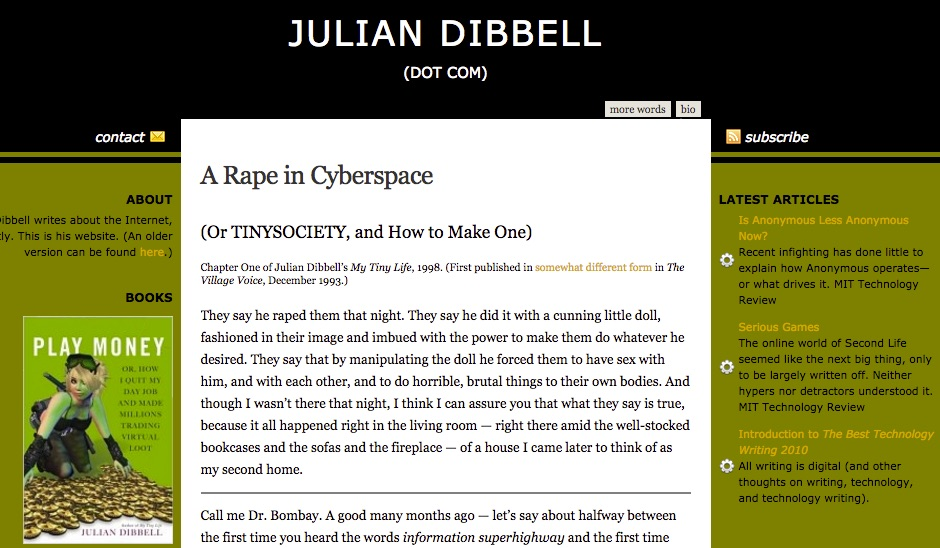 JULIAN DIBBELL
(DOT COM)
more words
bio
contact
subscribe
ABOUT
ibbell writes about the Internet,
tly. This is his website. (An older
version can be found here.)
BOOKS
PLAY MONEY
OR, HOW
I QUIT MY
DAY JOB
AND MADE
MILLIONS
TRADING
VIRTUAL
LOOT
Author of My Tiny Life
JULIAN DIBBELL
A Rape in Cyberspace
(Or TINYSOCIETY, and How to Make One)
Chapter One of Julian Dibbell's My Tiny Life, 1998. (First published in somewhat different form in The
Village Voice, December 1993.)
They say he raped them that night. They say he did it with a cunning little doll,
fashioned in their image and imbued with the power to make them do whatever he
desired. They say that by manipulating the doll he forced them to have sex with
him, and with each other, and to do horrible, brutal things to their own bodies. And
though I wasn't there that night, I think I can assure you that what they say is true,
because it all happened right in the living room — right there amid the well-stocked
bookcases and the sofas and the fireplace — of a house I came later to think of as
my second home.
Call me Dr. Bombay. A good many months ago — let's say about halfway between
the first time you heard the words information superhighway and the first time
LATEST ARTICLES
Is Anonymous Less Anonymous
Now?
Recent infighting has done little to
explain how Anonymous operates—
or what drives it. MIT Technology
Review
Serious Games
The online world of Second Life
seemed like the next big thing, only
to be largely written off. Neither
hypers nor detractors understood it.
MIT Technology Review
Introduction to The Best Technology
Writing 2010
All writing is digital (and other
thoughts on writing, technology,
and technology writing).